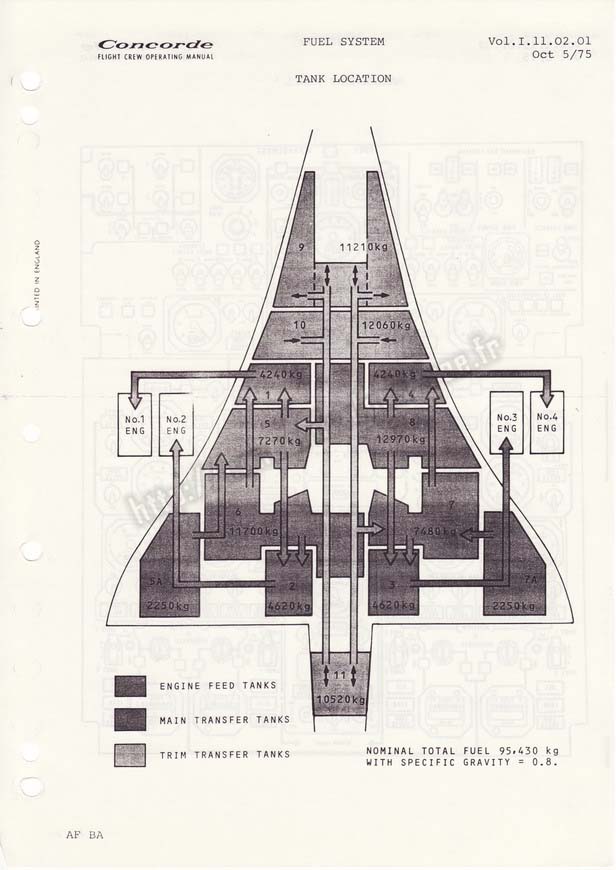 Concorde
FLIGHT CREW OPERATING MANUAL
FUEL SYSTEM
Vol.I.11.02.01
Oct 5/75
TANK LOCATION
9
11210kg
10
12060kg
4240kg
4240kg
1
4
No.1
ENG
No.2
ENG
No.3
ENG
No.4
ENG
5
7270kg
8
12970kg
6
11700kg
7
7480kg
5A
2250kg
2
4620kg
3
4620kg
7A
2250kg
11
10520kg
ENGINE FEED TANKS
MAIN TRANSFER TANKS
TRIM TRANSFER TANKS
NOMINAL TOTAL FUEL 95,430 kg
WITH SPECIFIC GRAVITY = 0.8.
IN ENGLAND
AF BA